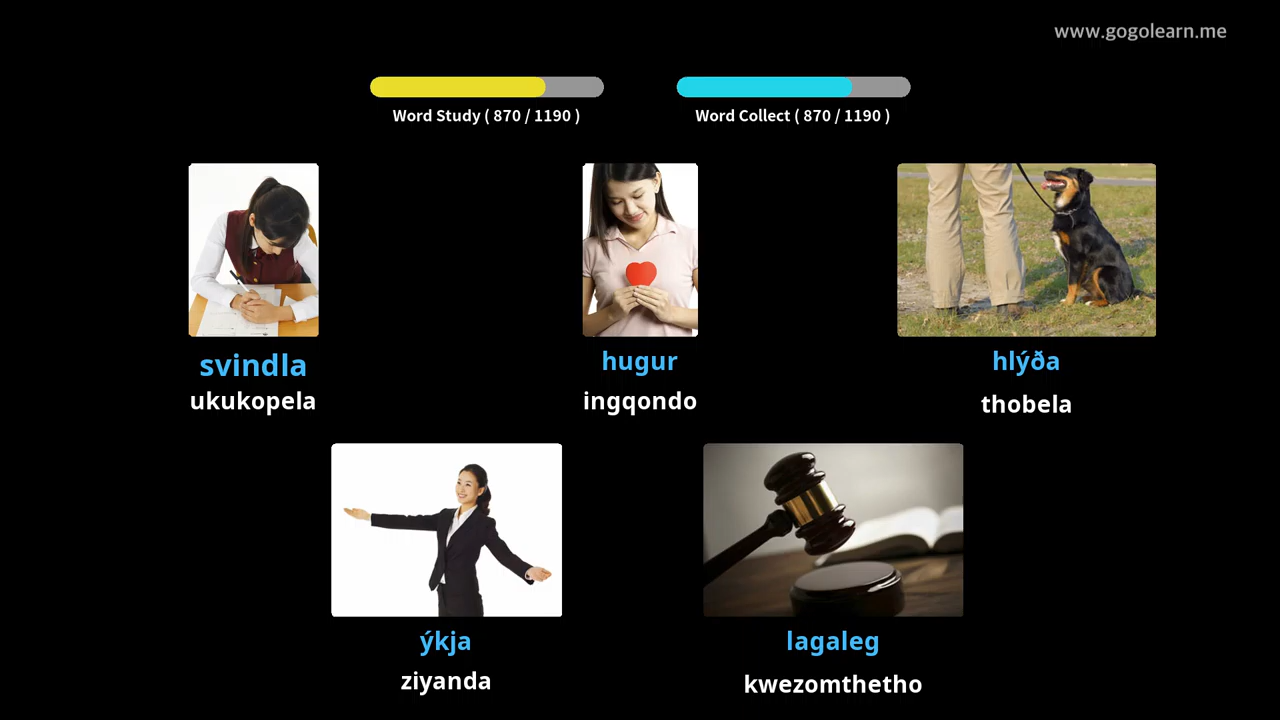 www.gogolearn.me
Word Study ( 870 / 1190 )
Word Collect ( 870 / 1190 )
svindla
ukukopela
hugur
ingqondo
hlýða
thobela
ýkja
ziyanda
lagaleg
kwezomthetho